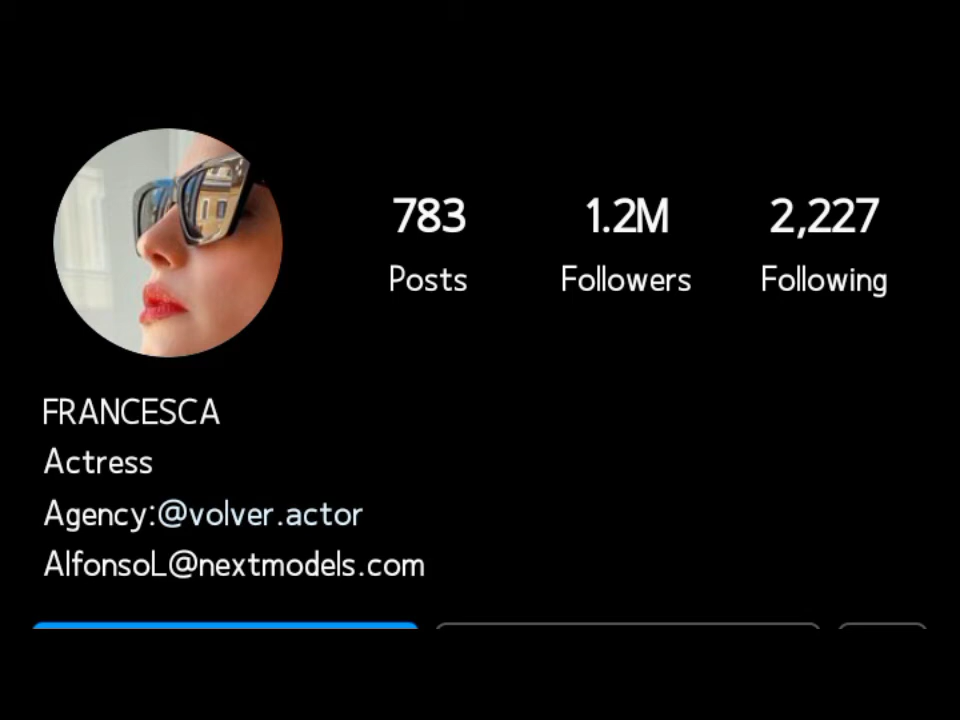 783 1.2M 2,227
Posts Followers Following
FRANCESCA
Actress
Agency:@volver.actor
AlfonsoL@nextmodels.com